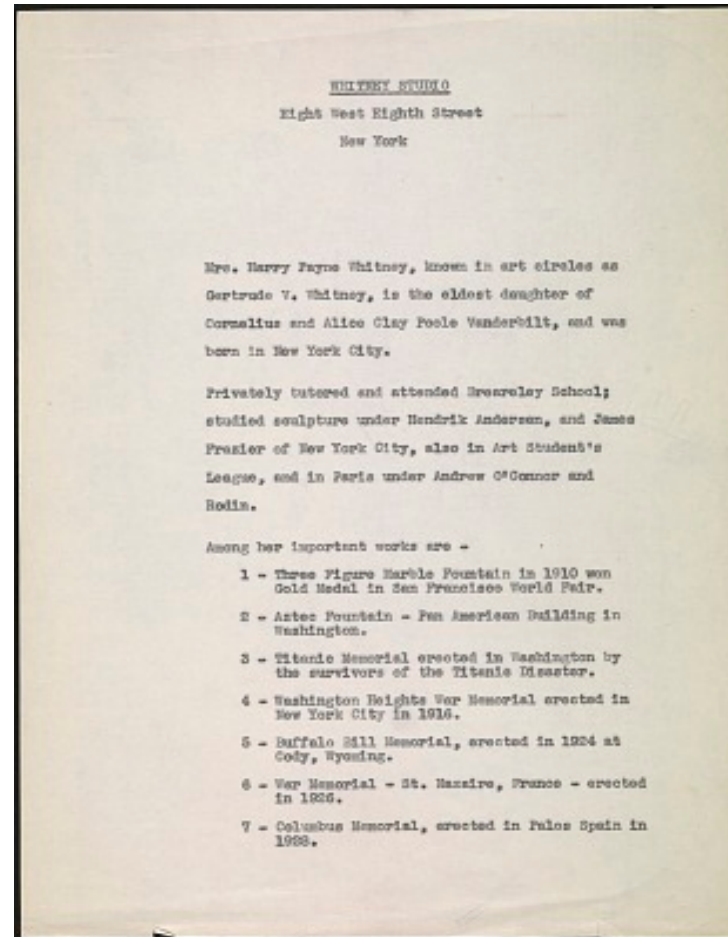 WHITNEY STUDIO
Eight West Eighth Street
New York
Mrs. Harry Payne Whitney, known in art circles as
Gertrude V. Whitney, is the eldest daughter of
Cornelius and Alice Clay Poole Vanderbilt, and was
born in New York City.
Privately tutored and attended Brearley School;
studied sculpture under Hendrik Andersen, and James
Frasier of New York City, also in Art Student's
League, and in Paris under Andrew O'Connor and
Rodin.
Among her important works are -
1 - Three Figure Marble Fountain in 1910 won
Gold Medal in San Francisco World Fair.
2 - Aztec Fountain - Pan American Building in
Washington.
3 - Titanic Memorial erected in Washington by
the survivors of the Titanic Disaster.
4 - Washington Heights War Memorial erected in
New York City in 1916.
5 - Buffalo Bill Memorial, erected in 1924 at
Cody, Wyoming.
6 - War Memorial - St. Nazaire, France - erected
in 1926.
7 - Columbus Memorial, erected in Palos Spain in